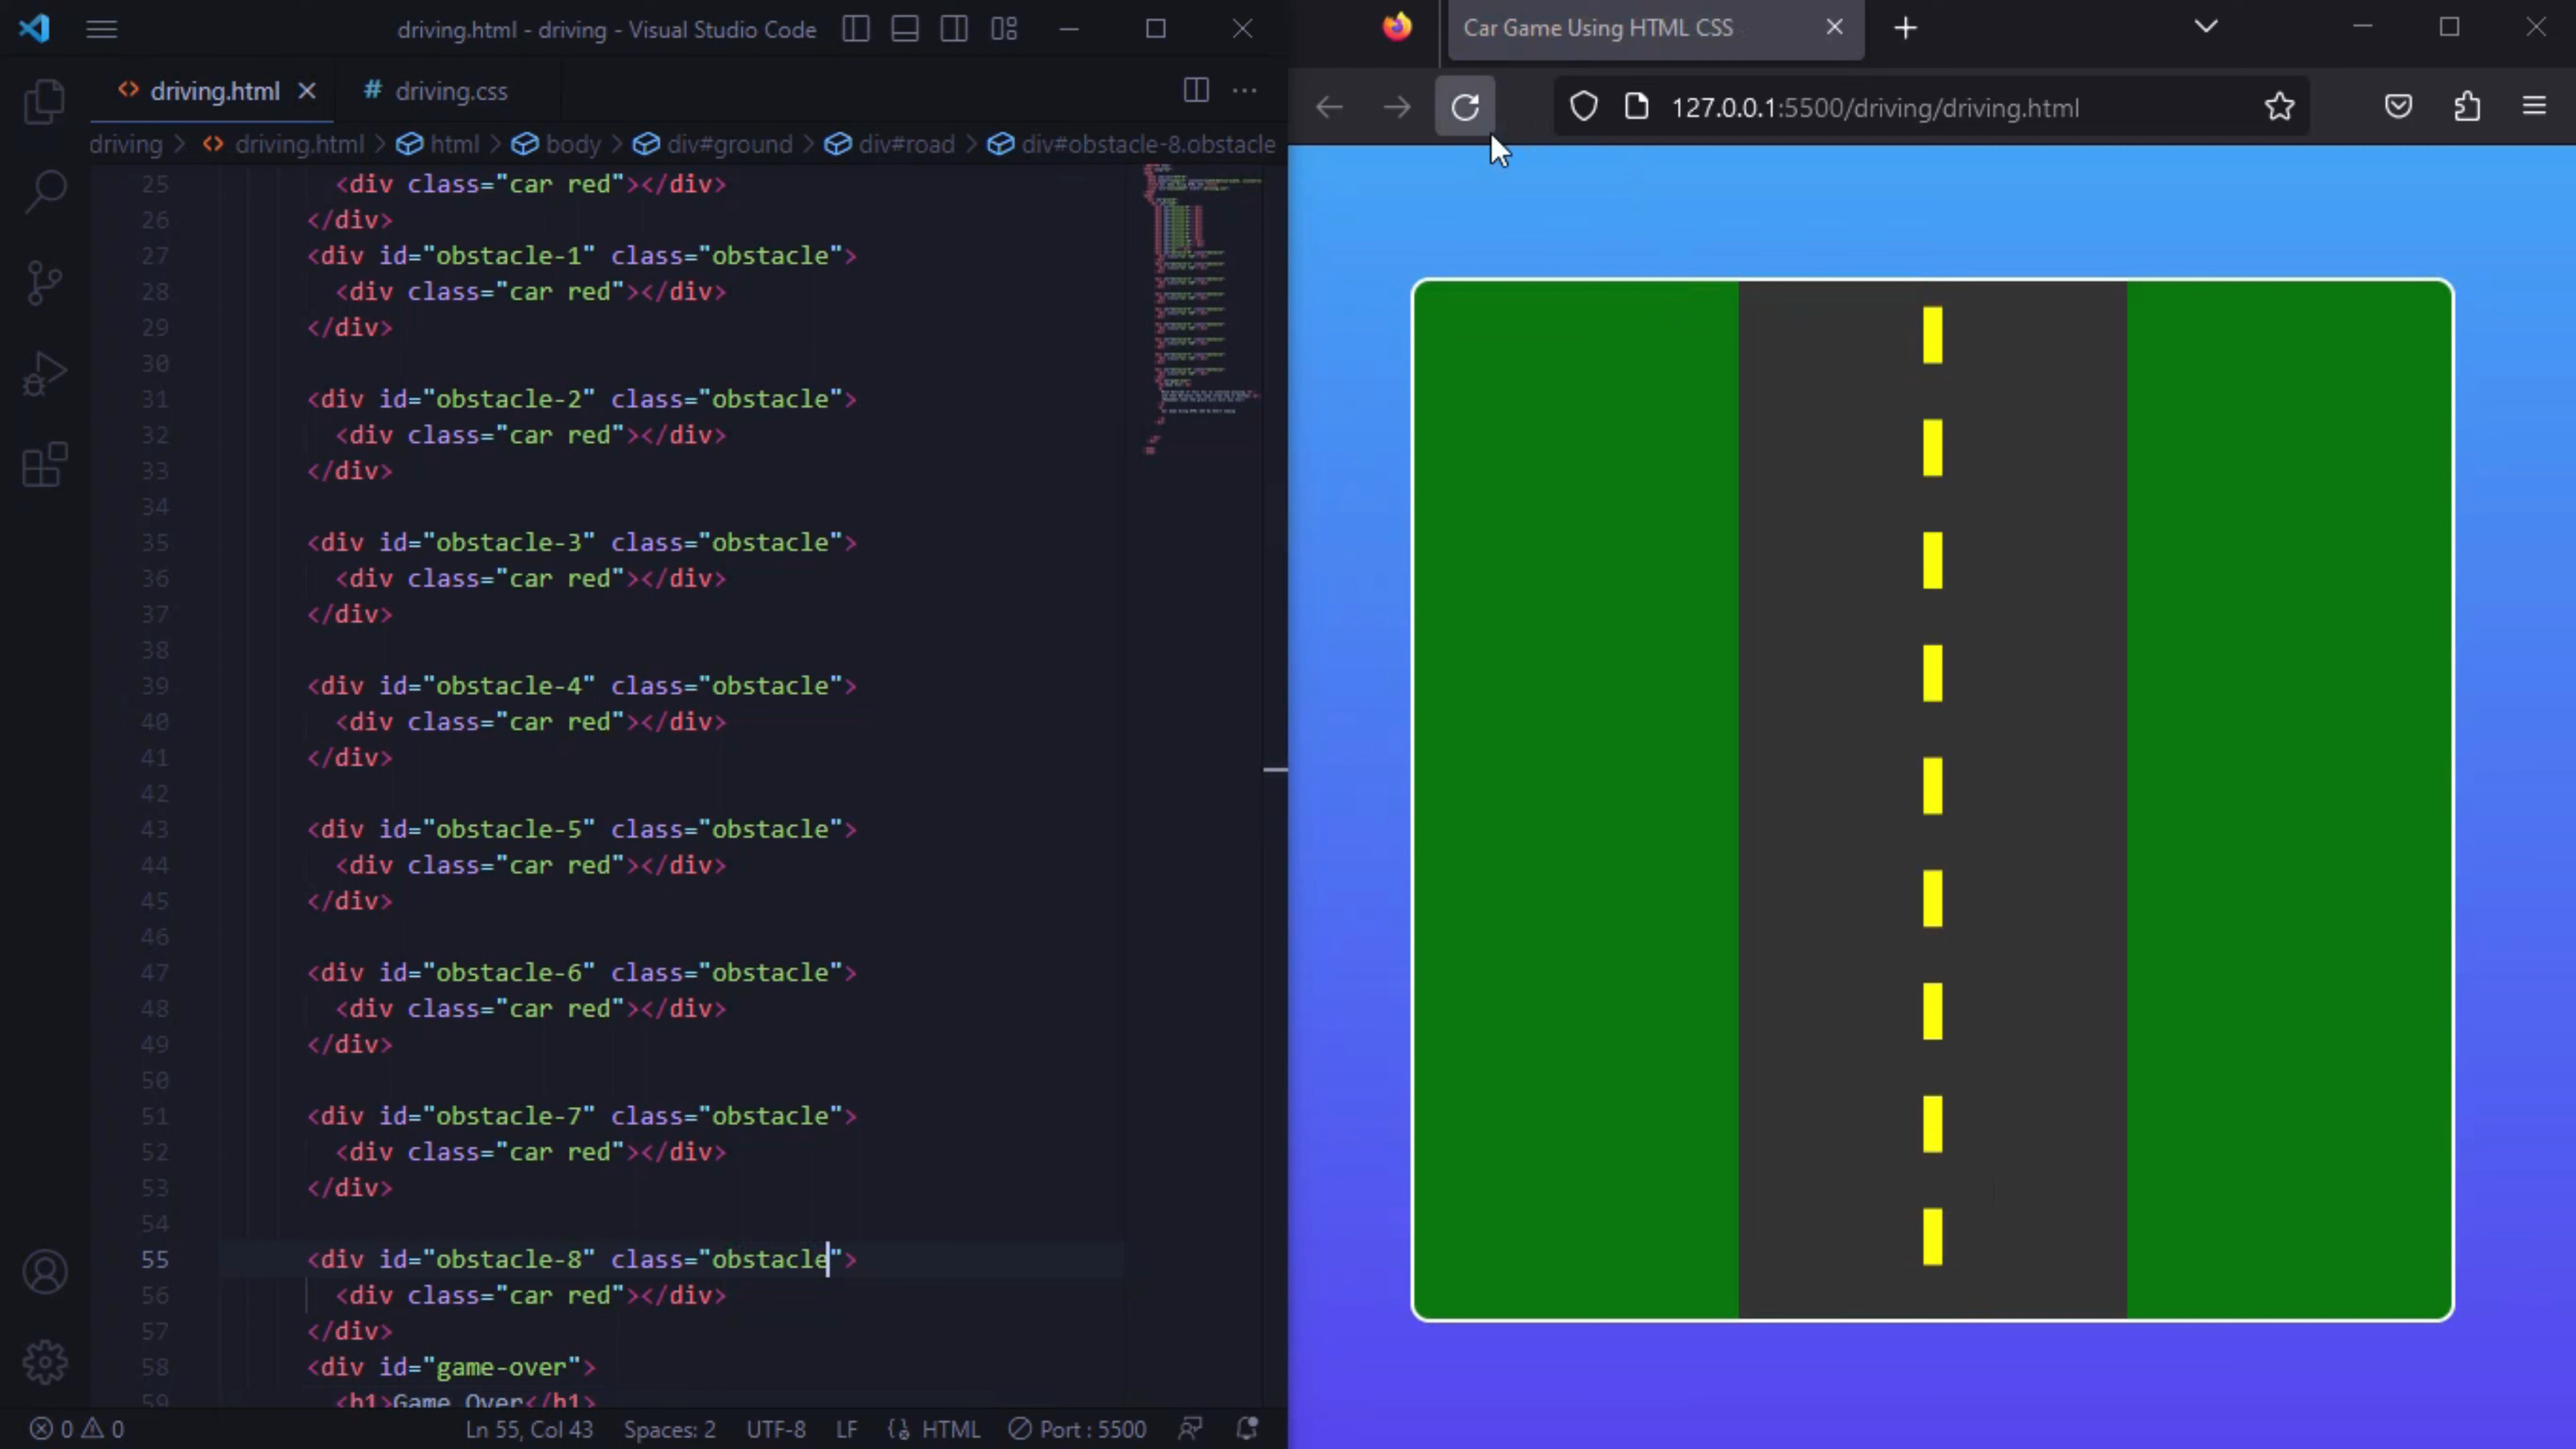 driving.html - driving - Visual Studio Code
driving.html
# driving.css
driving > driving.html > html > body > div#ground > div#road > div#obstacle-8.obstacle
25 <div class="car red"></div>
26 </div>
27 <div id="obstacle-1" class="obstacle">
28 <div class="car red"></div>
29 </div>
30
31 <div id="obstacle-2" class="obstacle">
32 <div class="car red"></div>
33 </div>
34
35 <div id="obstacle-3" class="obstacle">
36 <div class="car red"></div>
37 </div>
38
39 <div id="obstacle-4" class="obstacle">
40 <div class="car red"></div>
41 </div>
42
43 <div id="obstacle-5" class="obstacle">
44 <div class="car red"></div>
45 </div>
46
47 <div id="obstacle-6" class="obstacle">
48 <div class="car red"></div>
49 </div>
50
51 <div id="obstacle-7" class="obstacle">
52 <div class="car red"></div>
53 </div>
54
55 <div id="obstacle-8" class="obstacle">
56 <div class="car red"></div>
57 </div>
58 <div id="game-over">
59 <h1>Game Over</h1>
0 0 Ln 55, Col 43 Spaces: 2 UTF-8 LF HTML Port : 5500
Car Game Using HTML CSS
127.0.0.1:5500/driving/driving.html